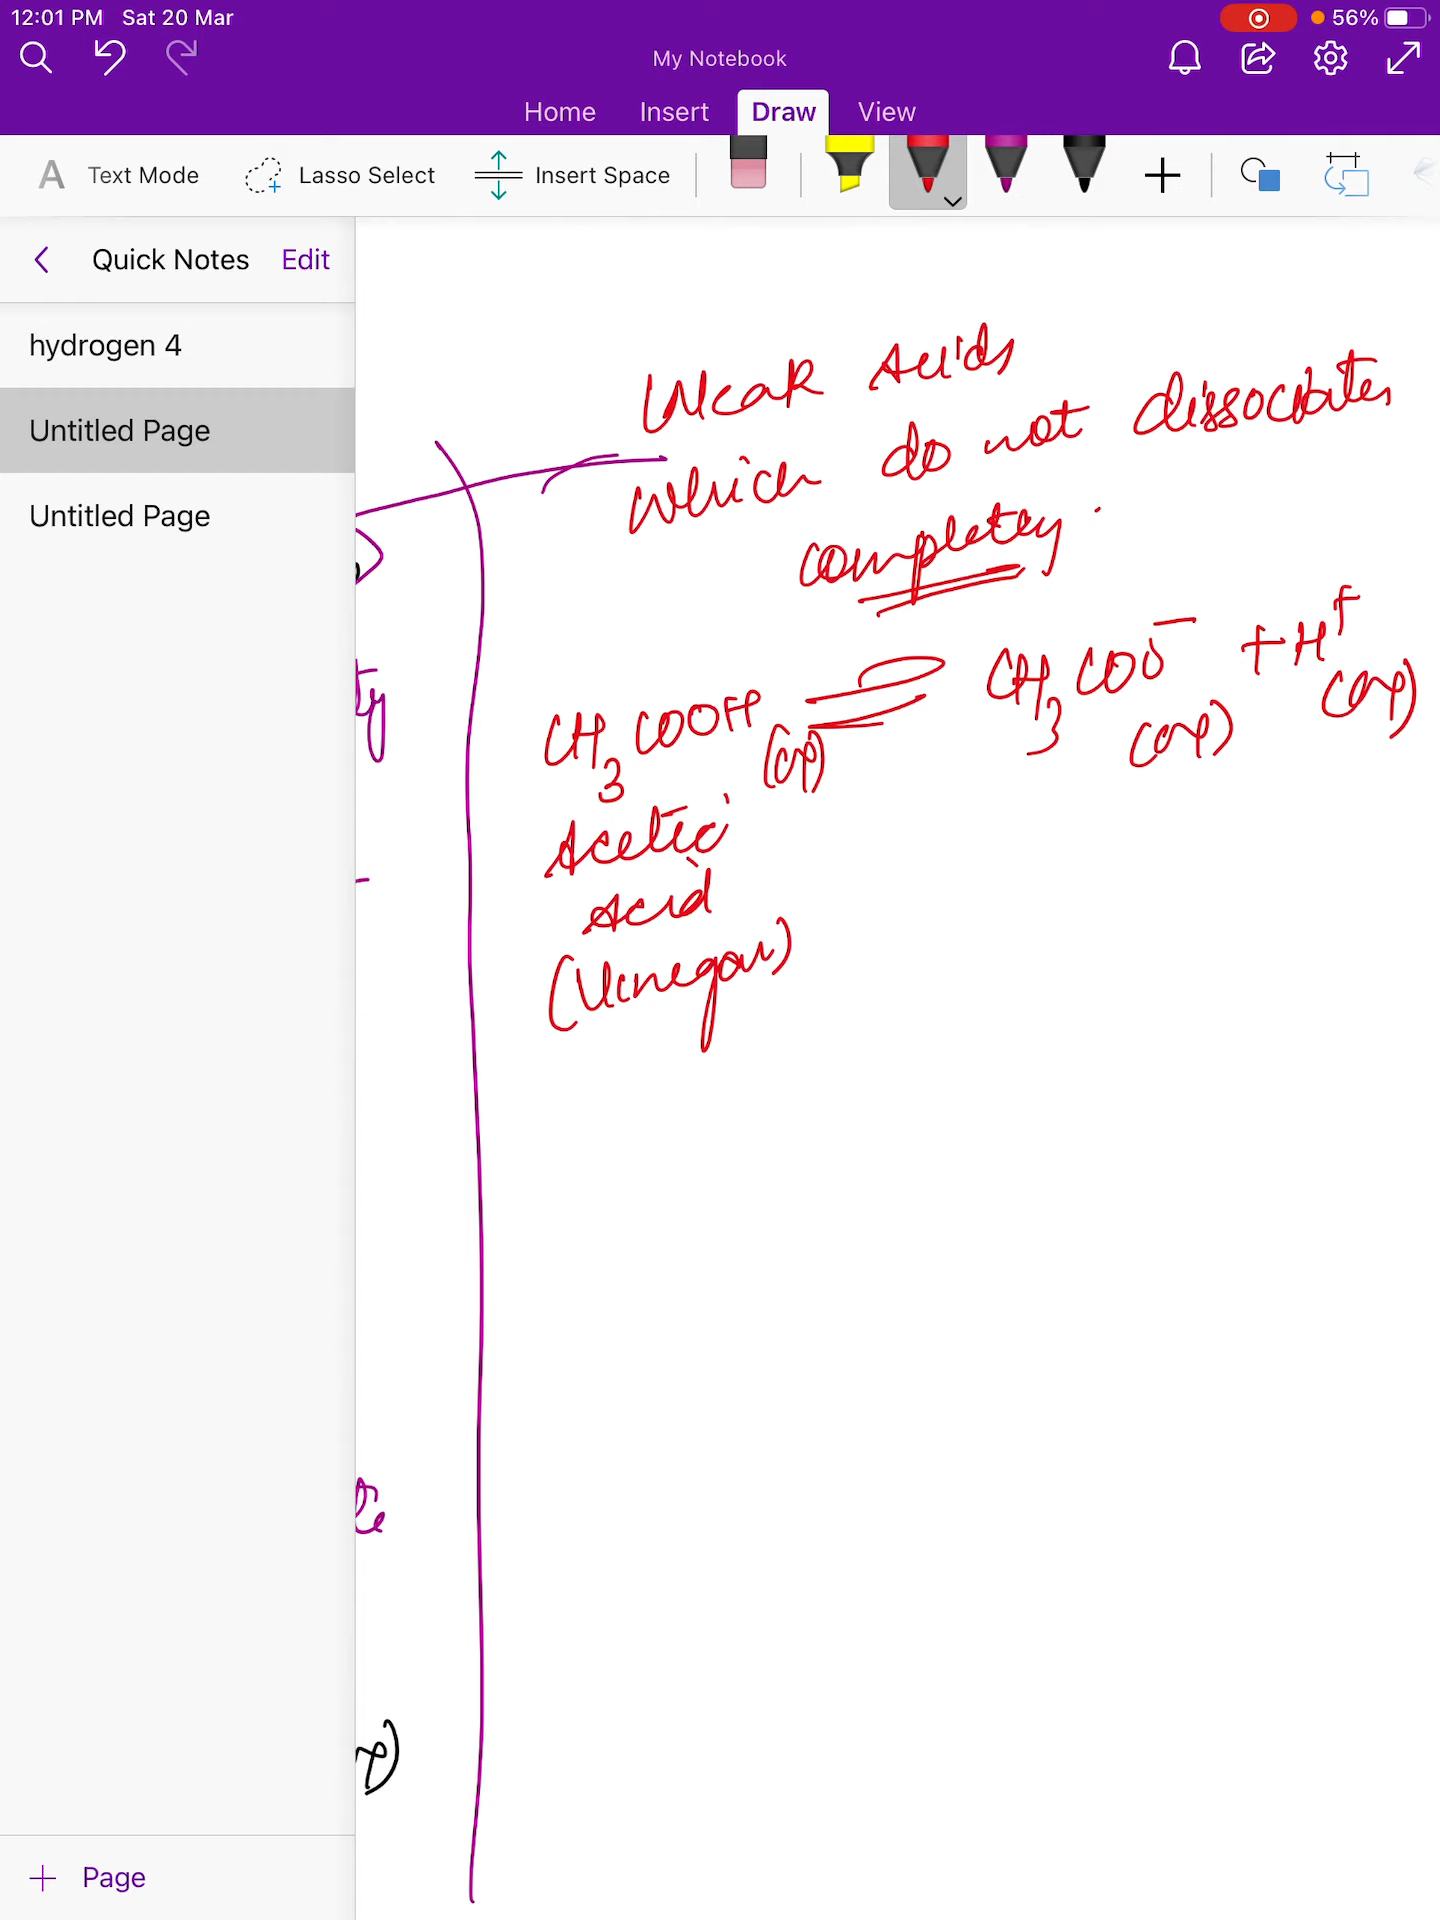 12:01 PM Sat 20 Mar
56%
My Notebook
Home Insert Draw View
A Text Mode Lasso Select Insert Space
Quick Notes Edit
hydrogen 4
Untitled Page
Untitled Page
Weak Acids
which do not dissociates
completey.
CH₃COOH (aq) ⇌ CH₃COO⁻ (aq) + H⁺ (aq)
Acetic
Acid
(Vinegar)
ty
+ Page